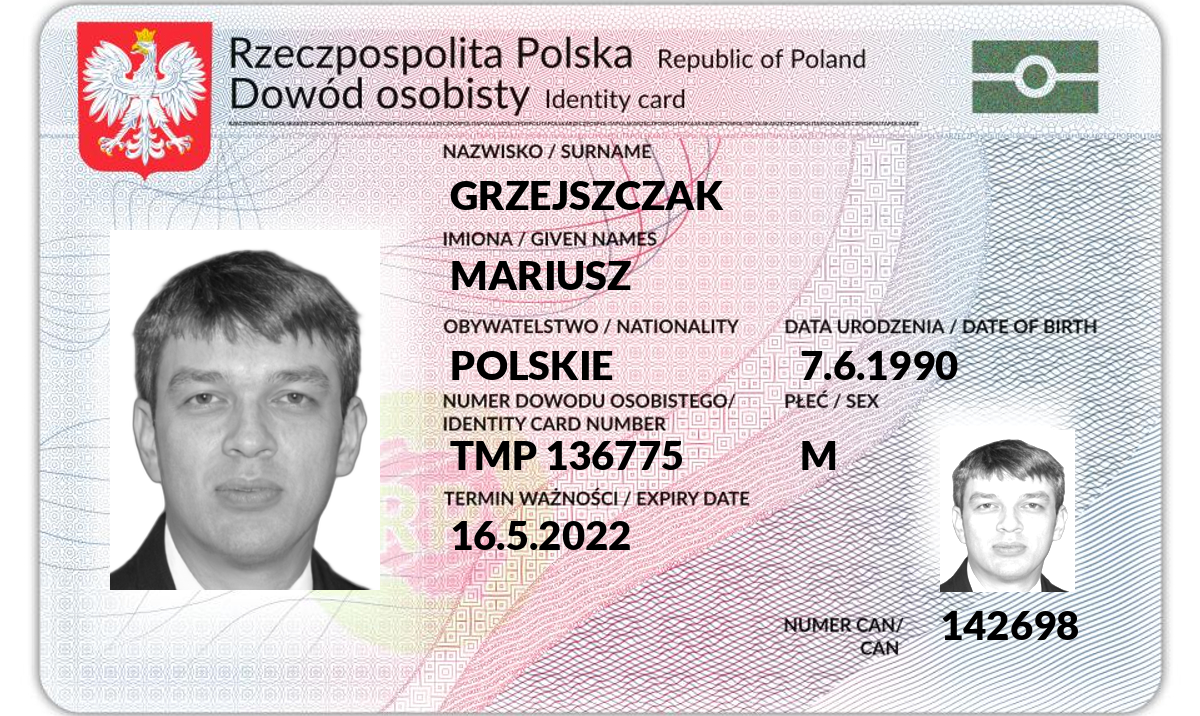 Rzeczpospolita Polska Republic of Poland
Dowód osobisty Identity card
NAZWISKO / SURNAME
GRZEJSZCZAK
IMIONA / GIVEN NAMES
MARIUSZ
OBYWATELSTWO / NATIONALITY DATA URODZENIA / DATE OF BIRTH
POLSKIE 7.6.1990
NUMER DOWODU OSOBISTEGO/ PŁEĆ / SEX
IDENTITY CARD NUMBER
TMP 136775 M
TERMIN WAŻNOŚCI / EXPIRY DATE
16.5.2022
NUMER CAN/ 142698
CAN